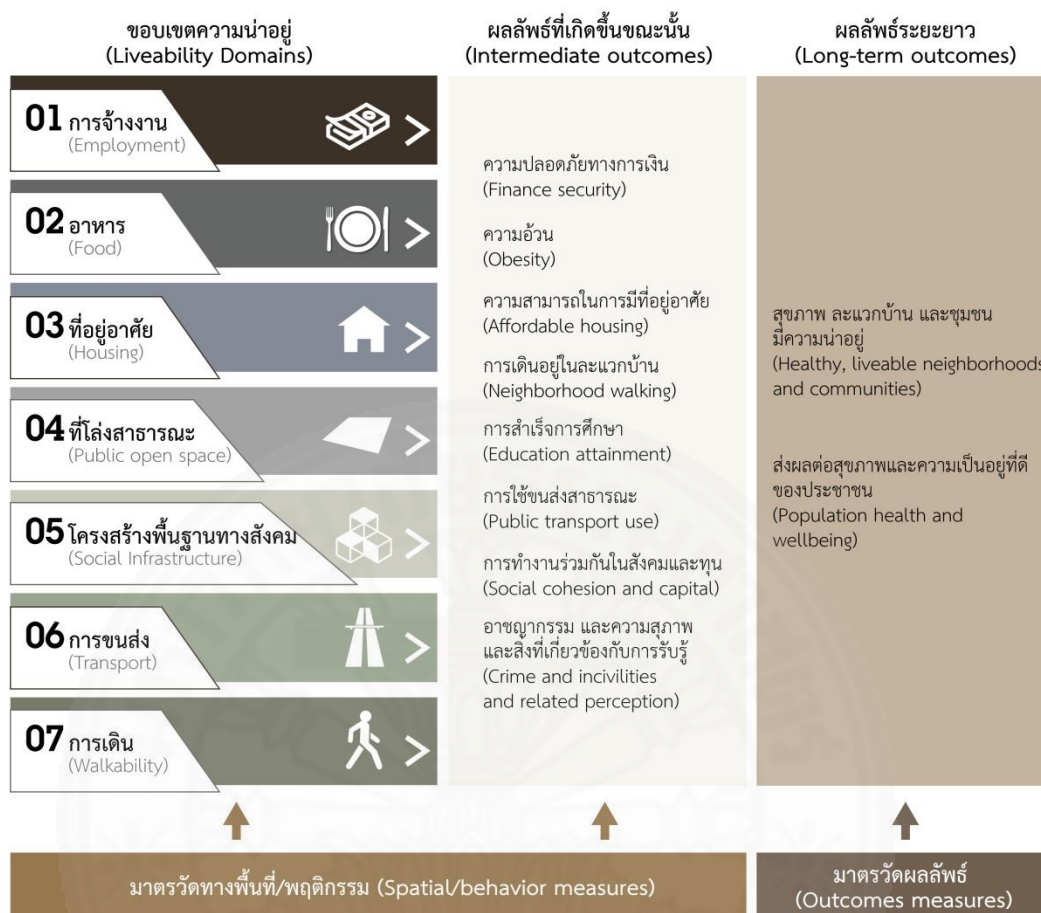 ขอบเขตความน่าอยู่
(Liveability Domains)
01 การจ้างงาน
(Employment)
02 อาหาร
(Food)
03 ที่อยู่อาศัย
(Housing)
04 ที่โล่งสาธารณะ
(Public open space)
05 โครงสร้างพื้นฐานทางสังคม
(Social Infrastructure)
06 การขนส่ง
(Transport)
07 การเดิน
(Walkability)
ผลลัพธ์ที่เกิดขึ้นขณะนั้น
(Intermediate outcomes)
ความปลอดภัยทางการเงิน
(Finance security)
ความอ้วน
(Obesity)
ความสามารถในการมีที่อยู่อาศัย
(Affordable housing)
การเดินอยู่ในละแวกบ้าน
(Neighborhood walking)
การสำเร็จการศึกษา
(Education attainment)
การใช้ขนส่งสาธารณะ
(Public transport use)
การทำงานร่วมกันในสังคมและทุน
(Social cohesion and capital)
อาชญากรรม และความสุภาพ
และสิ่งที่เกี่ยวข้องกับการรับรู้
(Crime and incivilities
and related perception)
ผลลัพธ์ระยะยาว
(Long-term outcomes)
สุขภาพ ละแวกบ้าน และชุมชน
มีความน่าอยู่
(Healthy, liveable neighborhoods
and communities)
ส่งผลต่อสุขภาพและความเป็นอยู่ที่ดี
ของประชาชน
(Population health and
wellbeing)
มาตรวัดทางพื้นที่/พฤติกรรม (Spatial/behavior measures)
มาตรวัดผลลัพธ์
(Outcomes measures)